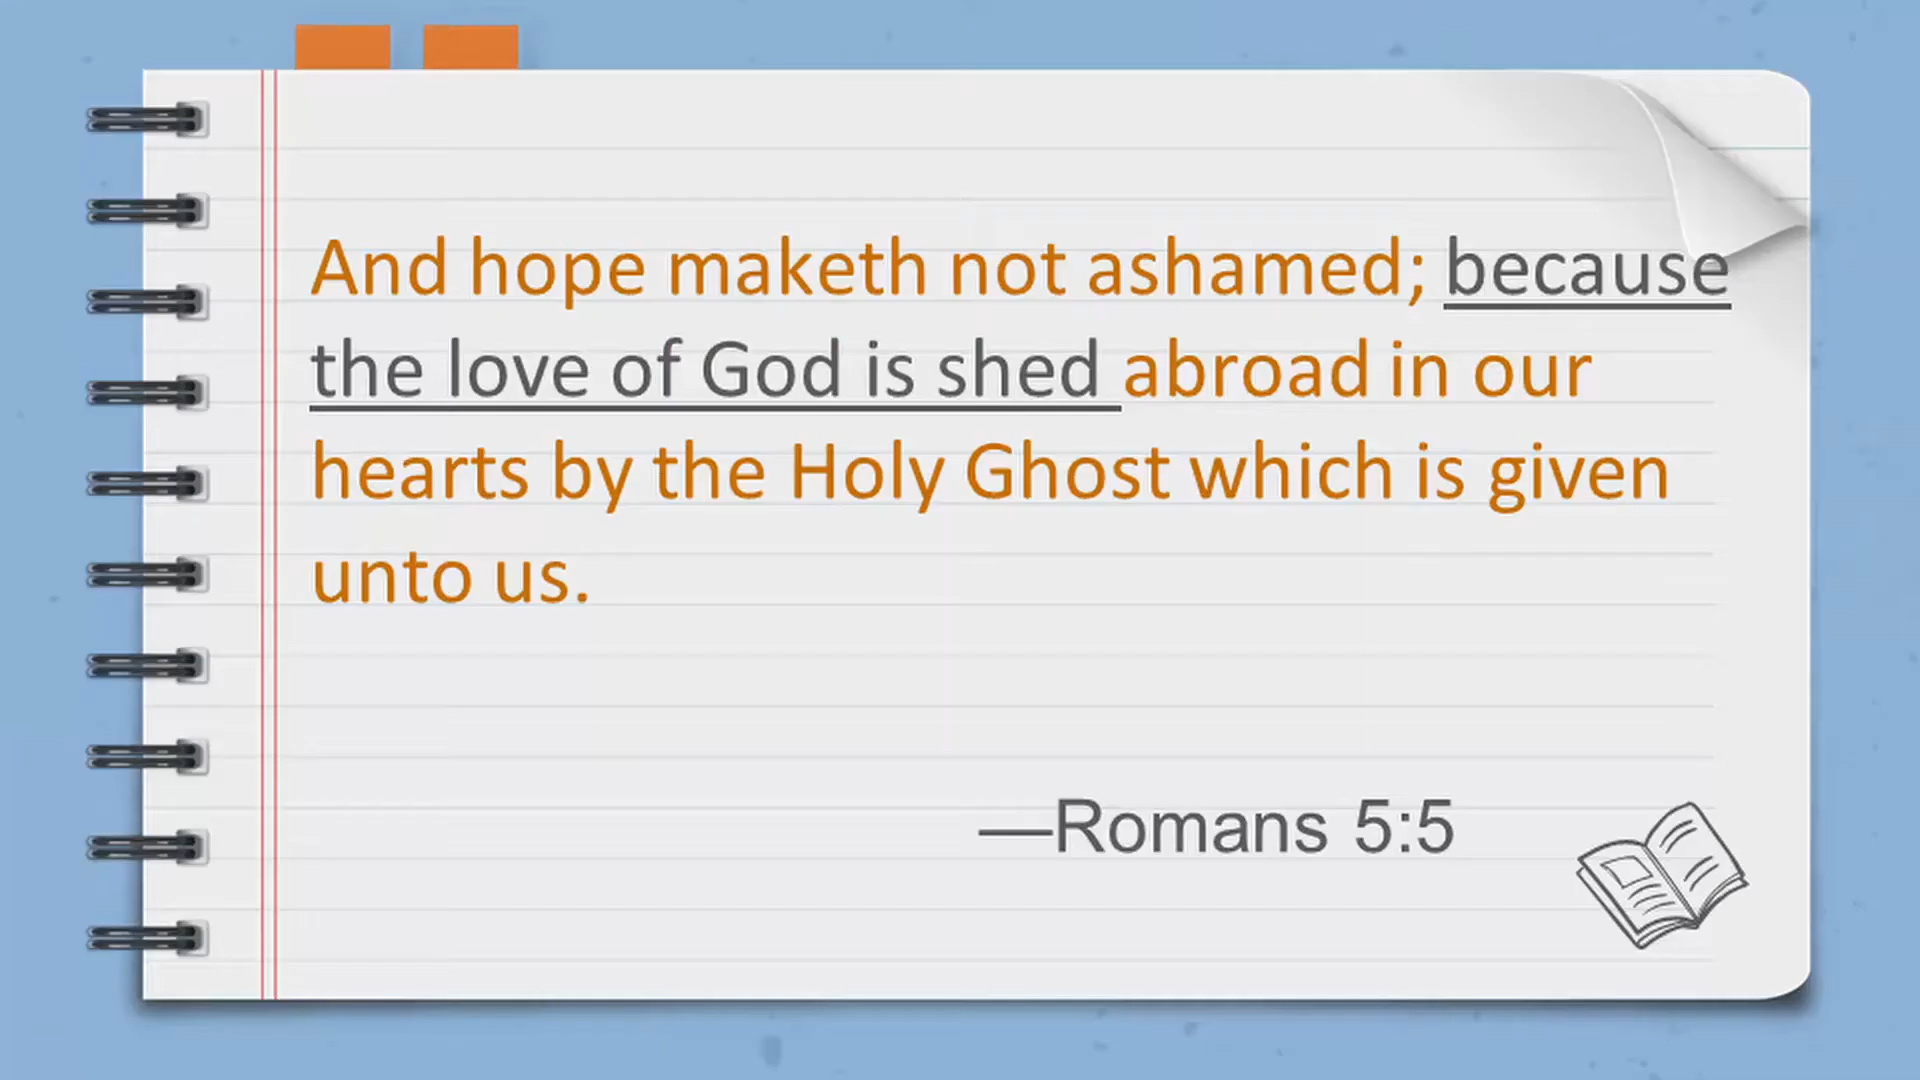 And hope maketh not ashamed; because
the love of God is shed abroad in our
hearts by the Holy Ghost which is given
unto us.
—Romans 5:5